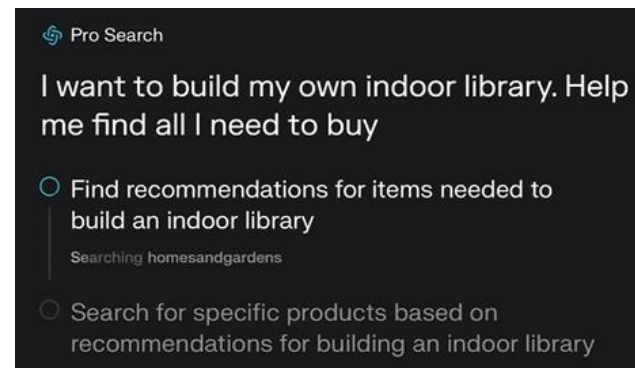 Pro Search
I want to build my own indoor library. Help
me find all I need to buy
Find recommendations for items needed to
build an indoor library
Searching homesandgardens
Search for specific products based on
recommendations for building an indoor library